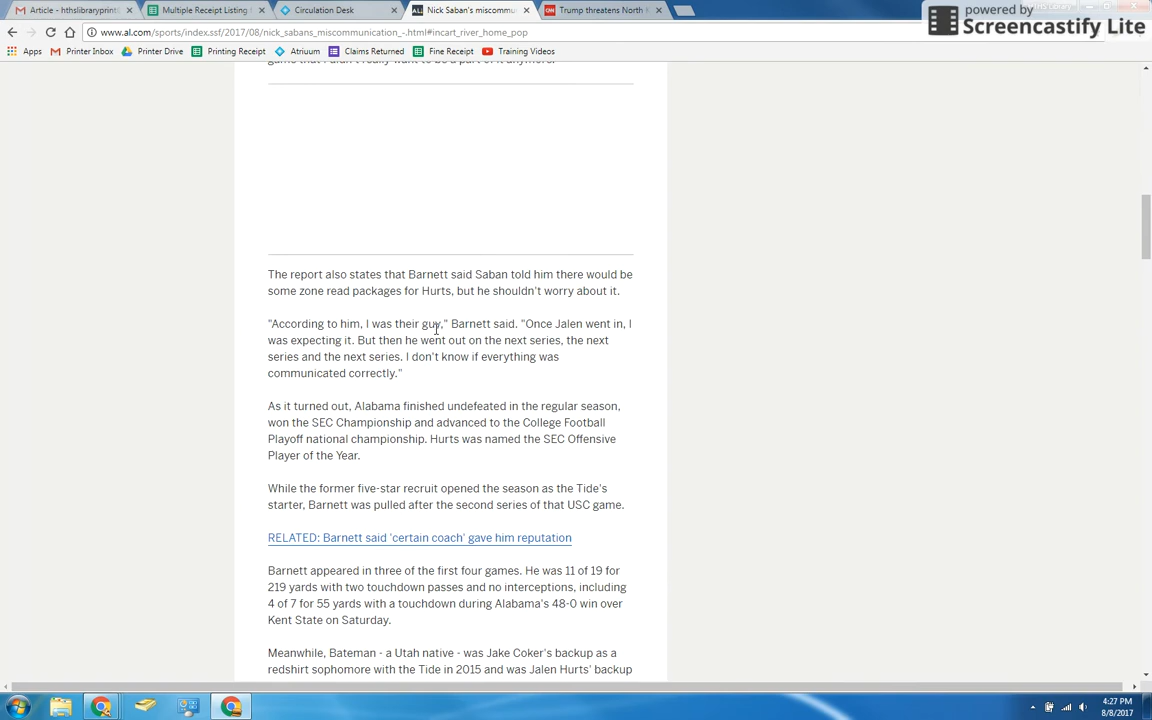 Article - hthslibraryprint
Multiple Receipt Listing
Circulation Desk
Nick Saban's miscommu
Trump threatens North
powered by
Screencastify Lite
www.al.com/sports/index.ssf/2017/08/nick_sabans_miscommunication_-.html#incart_river_home_pop
Apps Printer Inbox Printer Drive Printing Receipt Atriuum Claims Returned Fine Receipt Training Videos
game that I didn't really want to be a part of it anymore."
The report also states that Barnett said Saban told him there would be
some zone read packages for Hurts, but he shouldn't worry about it.
"According to him, I was their guy," Barnett said. "Once Jalen went in, I
was expecting it. But then he went out on the next series, the next
series and the next series. I don't know if everything was
communicated correctly."
As it turned out, Alabama finished undefeated in the regular season,
won the SEC Championship and advanced to the College Football
Playoff national championship. Hurts was named the SEC Offensive
Player of the Year.
While the former five-star recruit opened the season as the Tide's
starter, Barnett was pulled after the second series of that USC game.
RELATED: Barnett said 'certain coach' gave him reputation
Barnett appeared in three of the first four games. He was 11 of 19 for
219 yards with two touchdown passes and no interceptions, including
4 of 7 for 55 yards with a touchdown during Alabama's 48-0 win over
Kent State on Saturday.
Meanwhile, Bateman - a Utah native - was Jake Coker's backup as a
redshirt sophomore with the Tide in 2015 and was Jalen Hurts' backup
4:27 PM
8/8/2017